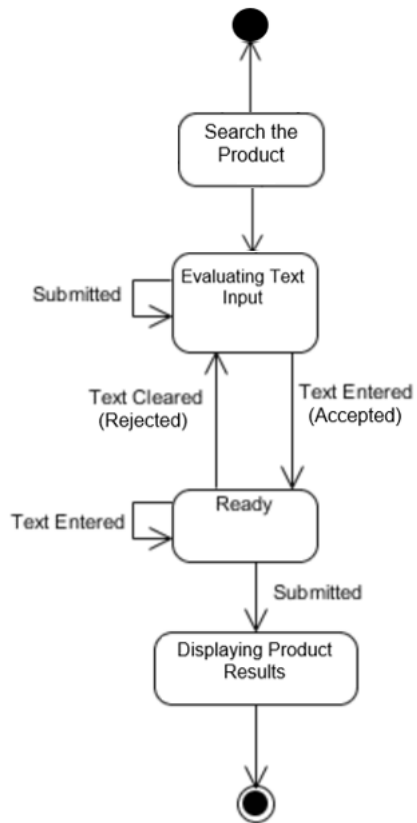 Search the
Product
Evaluating Text
Input
Submitted
Text Cleared
(Rejected)
Text Entered
(Accepted)
Ready
Text Entered
Submitted
Displaying Product
Results